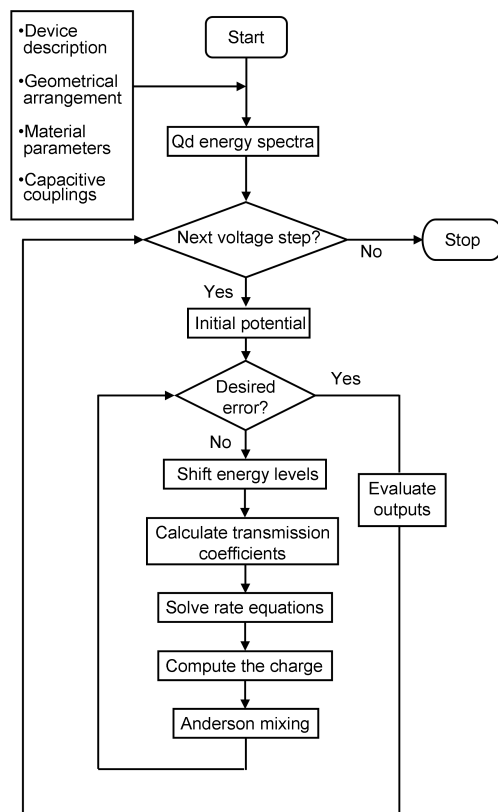 •Device
description
•Geometrical
arrangement
•Material
parameters
•Capacitive
couplings
Start
Qd energy spectra
Next voltage step?
No
Stop
Yes
Initial potential
Desired
error?
Yes
No
Shift energy levels
Evaluate
outputs
Calculate transmission
coefficients
Solve rate equations
Compute the charge
Anderson mixing